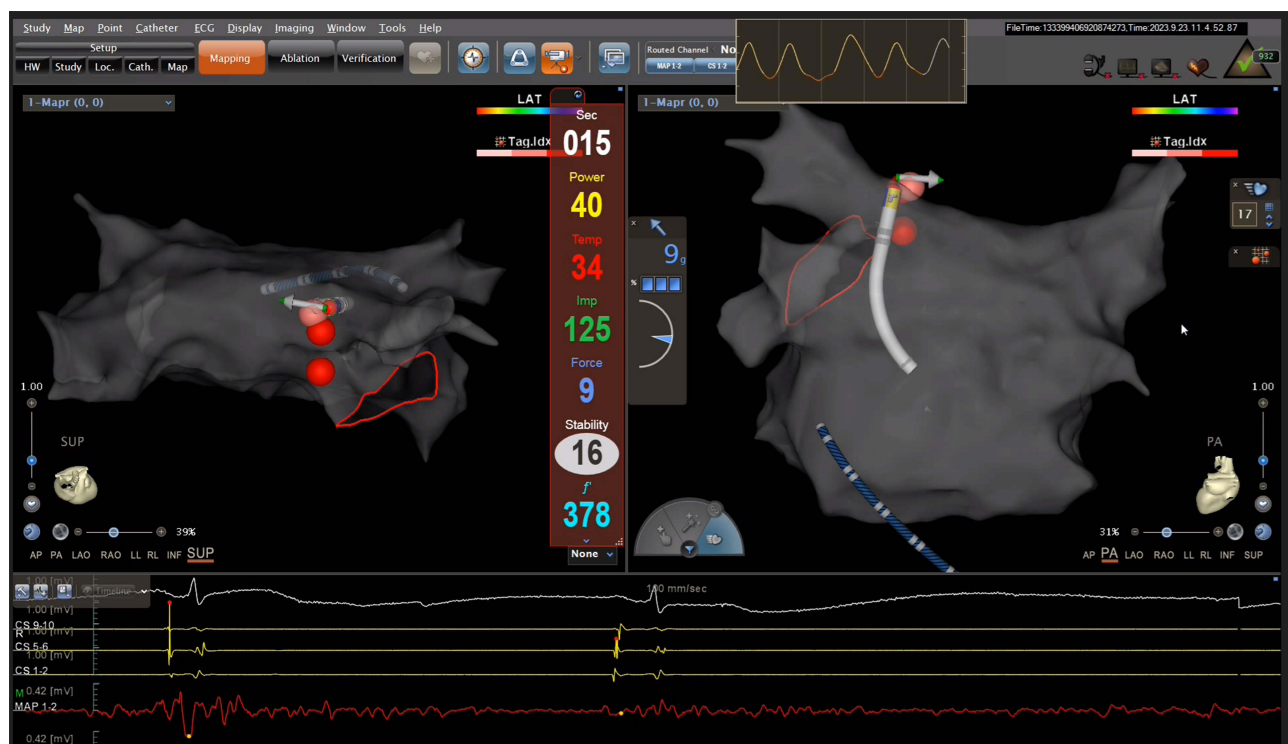 Study Map Point Catheter ECG Display Imaging Window Tools Help
FileTime:133399406920874273,Time:2023.9.23.11.4.52.87
Setup
HW Study Loc. Cath. Map
Mapping
Ablation
Verification
Routed Channel No
MAP 1-2 CS 1-2
932
1-Mapr (0, 0)
LAT
Tag.Idx
1.00
SUP
39%
AP PA LAO RAO LL RL INF SUP
Sec
015
Power
40
Temp
34
Imp
125
Force
9
Stability
16
378
None
9g
%
1-Mapr (0, 0)
LAT
Tag.Idx
17
1.00
PA
31%
AP PA LAO RAO LL RL INF SUP
Timeline
100 mm/sec
1.00 [mV]
1.00 [mV]
CS 9-10
R 1.00 [mV]
CS 5-6
1.00 [mV]
CS 1-2
M 0.42 [mV]
MAP 1-2
0.42 [mV]